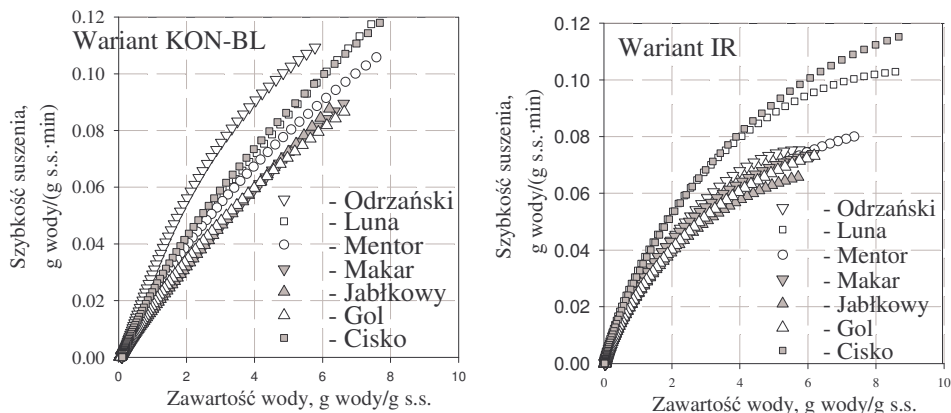 Wariant KON-BL
Szybkość suszenia,
g wody/(g s.s.·min)
0.12
0.10
0.08
0.06
0.04
0.02
0.00
- Odrzański
- Luna
- Mentor
- Makar
- Jabłkowy
- Gol
- Cisko
0 2 4 6 8 10
Zawartość wody, g wody/g s.s.
Wariant IR
Szybkość suszenia,
g wody/(g s.s.·min)
0.12
0.10
0.08
0.06
0.04
0.02
0.00
- Odrzański
- Luna
- Mentor
- Makar
- Jabłkowy
- Gol
- Cisko
0 2 4 6 8 10
Zawartość wody, g wody/g s.s.